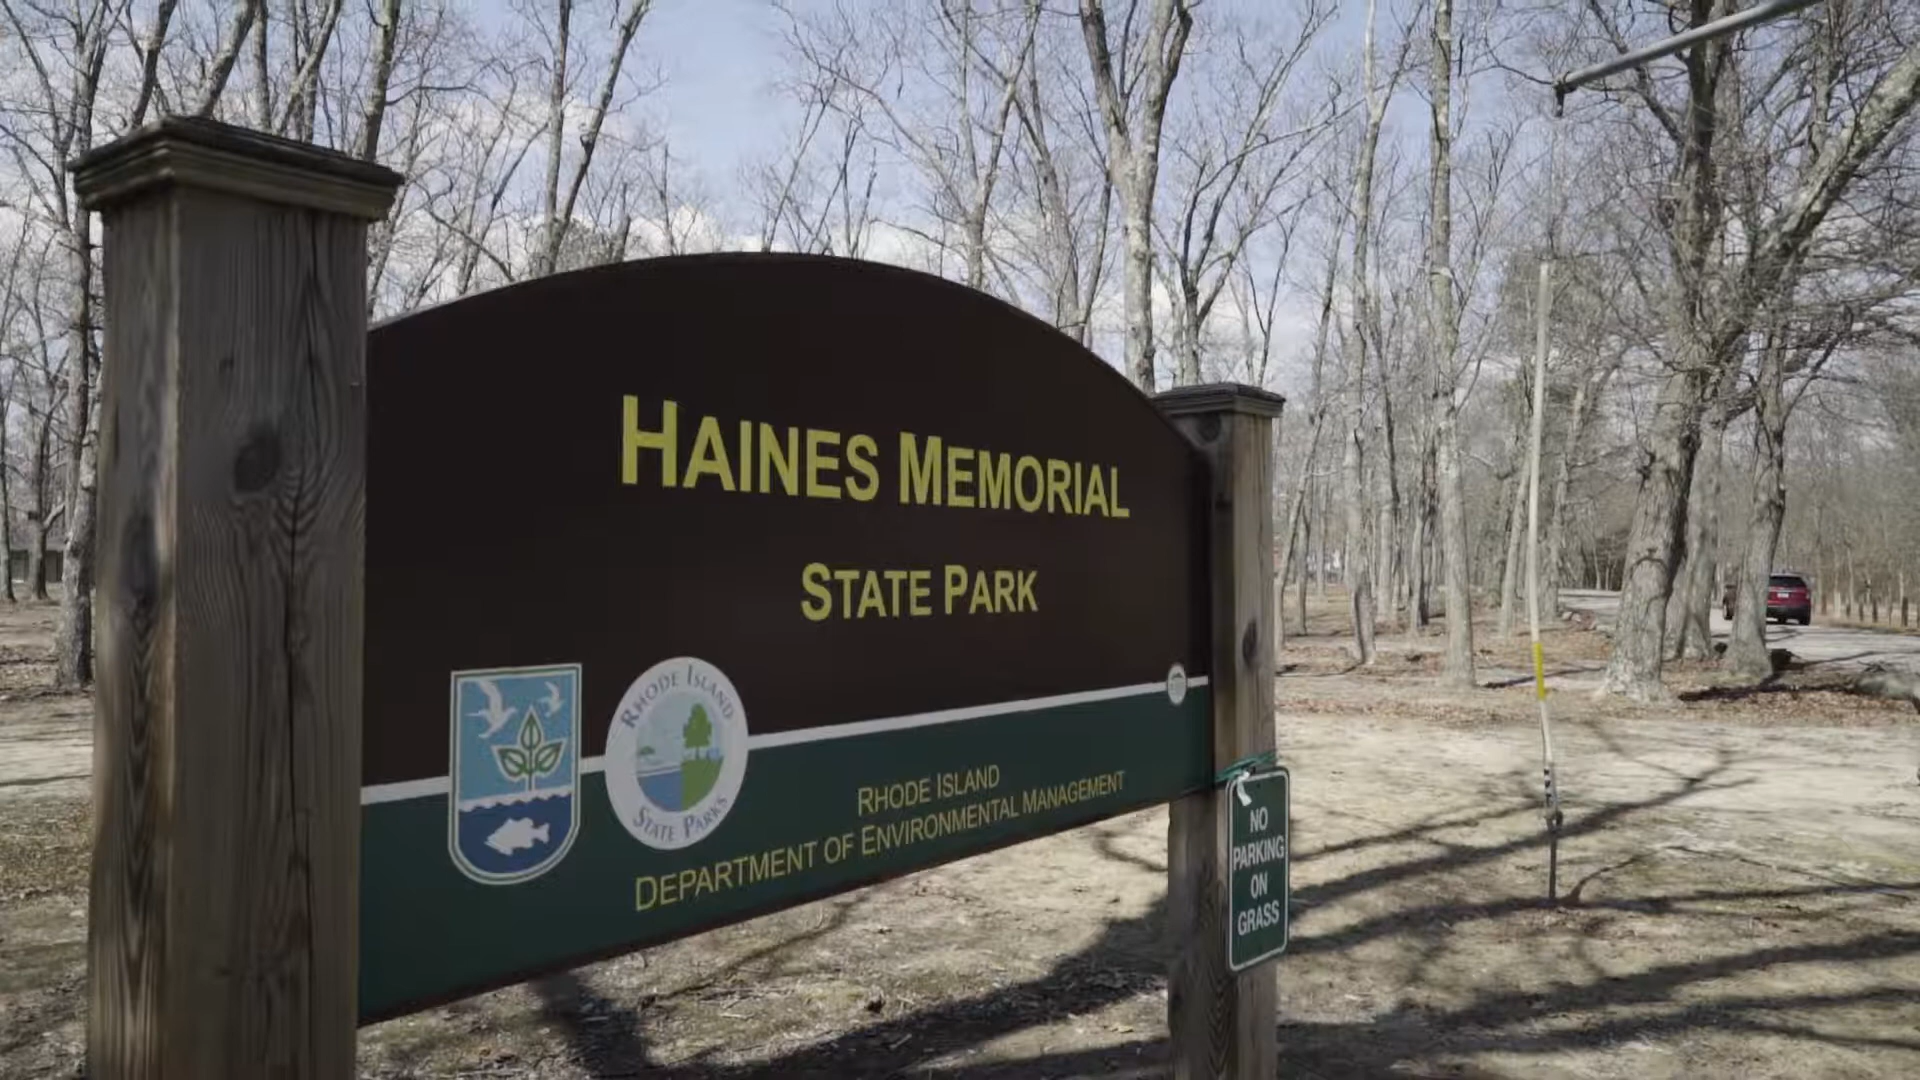 HAINES MEMORIAL
STATE PARK
RHODE ISLAND
STATE PARKS
RHODE ISLAND
DEPARTMENT OF ENVIRONMENTAL MANAGEMENT
NO
PARKING
ON
GRASS